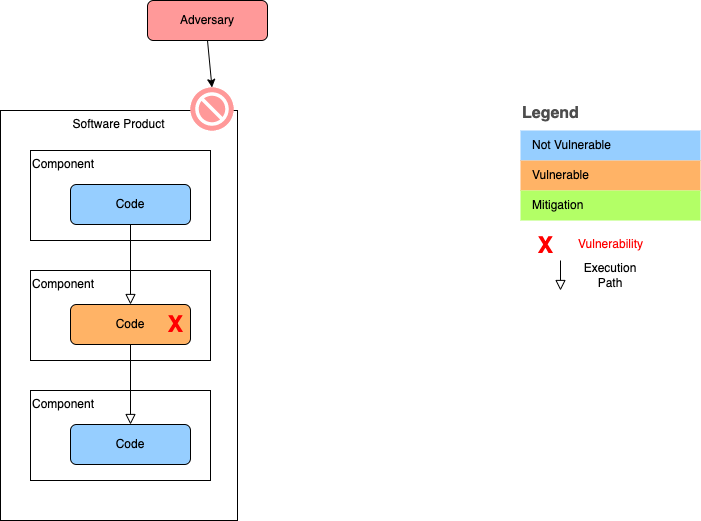 Adversary
Software Product
Component
Code
Component
Code X
Component
Code
Legend
Not Vulnerable
Vulnerable
Mitigation
X Vulnerability
Execution
Path